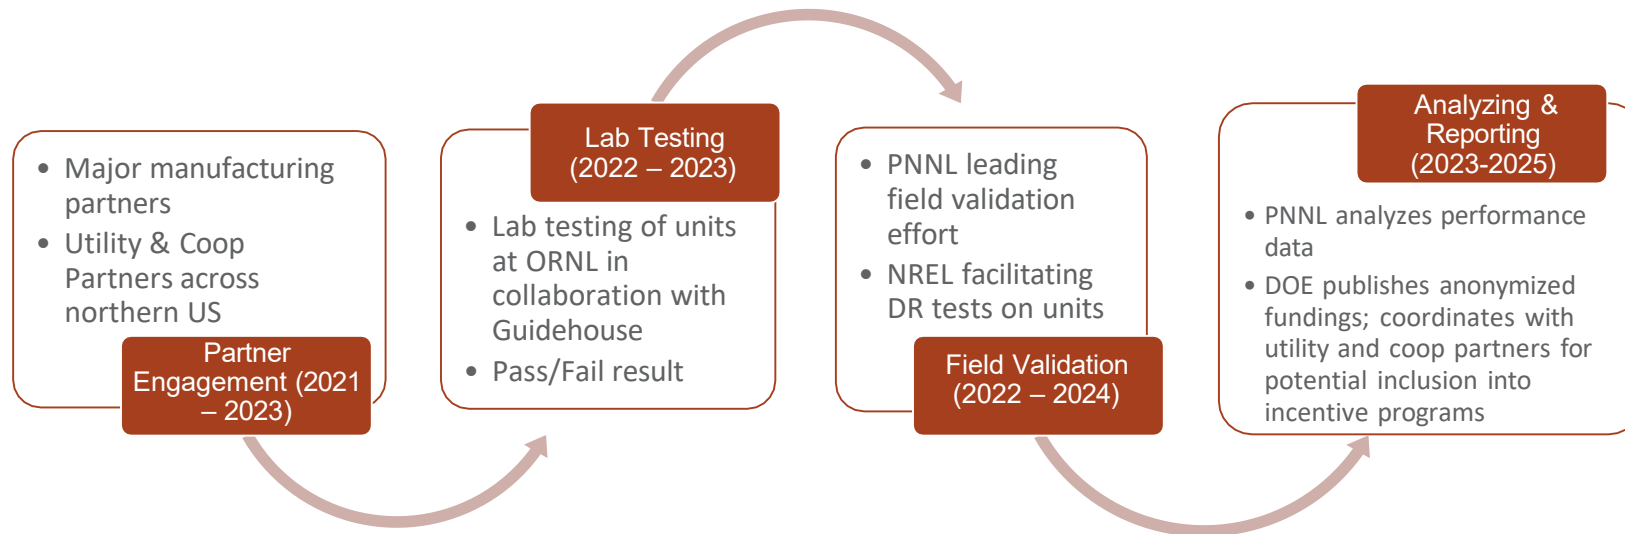 • Major manufacturing
partners
• Utility & Coop
Partners across
northern US
Partner
Engagement (2021
– 2023)
Lab Testing
(2022 – 2023)
• Lab testing of units
at ORNL in
collaboration with
Guidehouse
• Pass/Fail result
• PNNL leading
field validation
effort
• NREL facilitating
DR tests on units
Field Validation
(2022 – 2024)
Analyzing &
Reporting
(2023-2025)
• PNNL analyzes performance
data
• DOE publishes anonymized
fundings; coordinates with
utility and coop partners for
potential inclusion into
incentive programs